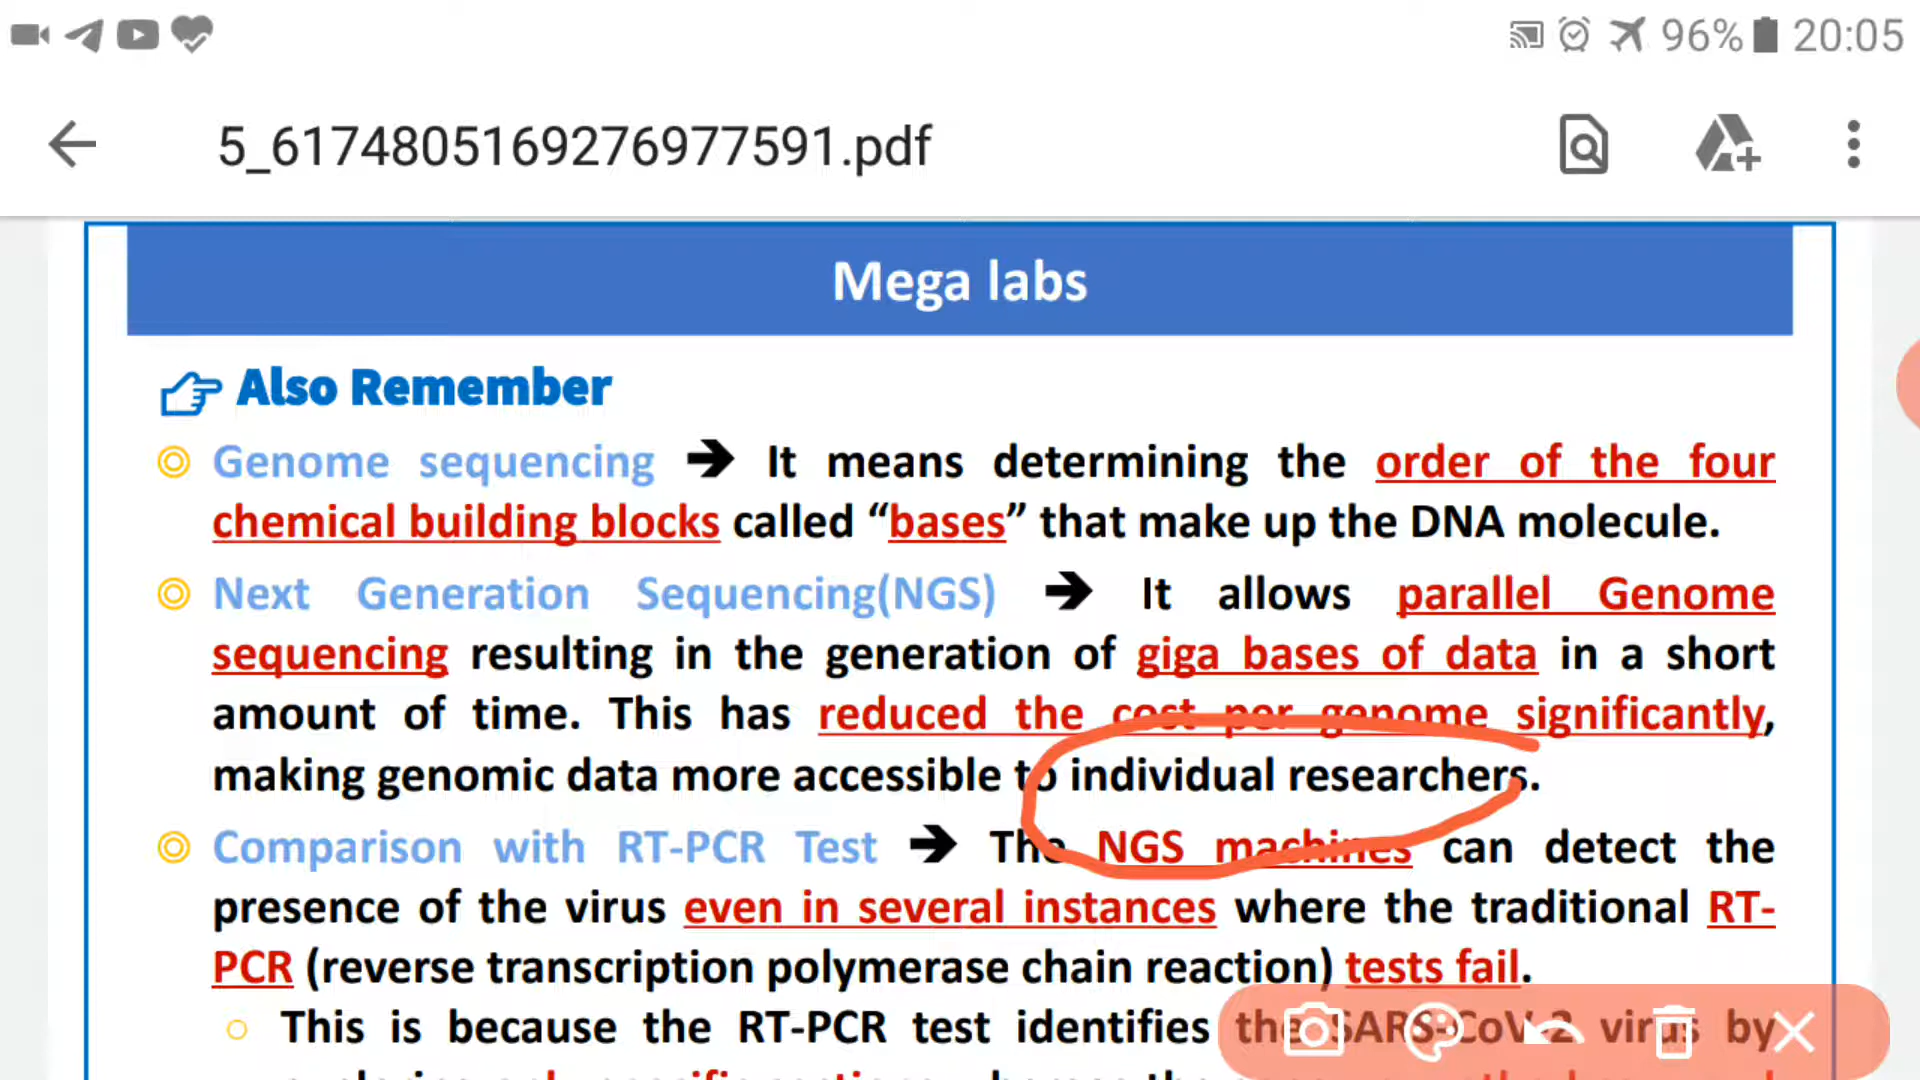 96% 20:05
5_6174805169276977591.pdf
Mega labs
Also Remember
Genome sequencing ➔ It means determining the order of the four
chemical building blocks called “bases” that make up the DNA molecule.
Next Generation Sequencing(NGS) ➔ It allows parallel Genome
sequencing resulting in the generation of giga bases of data in a short
amount of time. This has reduced the cost per genome significantly,
making genomic data more accessible to individual researchers.
Comparison with RT-PCR Test ➔ The NGS machines can detect the
presence of the virus even in several instances where the traditional RT-
PCR (reverse transcription polymerase chain reaction) tests fail.
This is because the RT-PCR test identifies the SARS-CoV-2 virus by